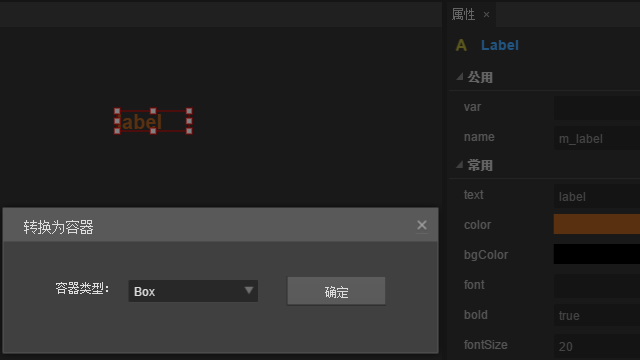 属性 ×
A Label
公用
var
name m_label
常用
text label
color
bgColor
font
bold true
fontSize 20
label
转换为容器 ×
容器类型: Box 确定